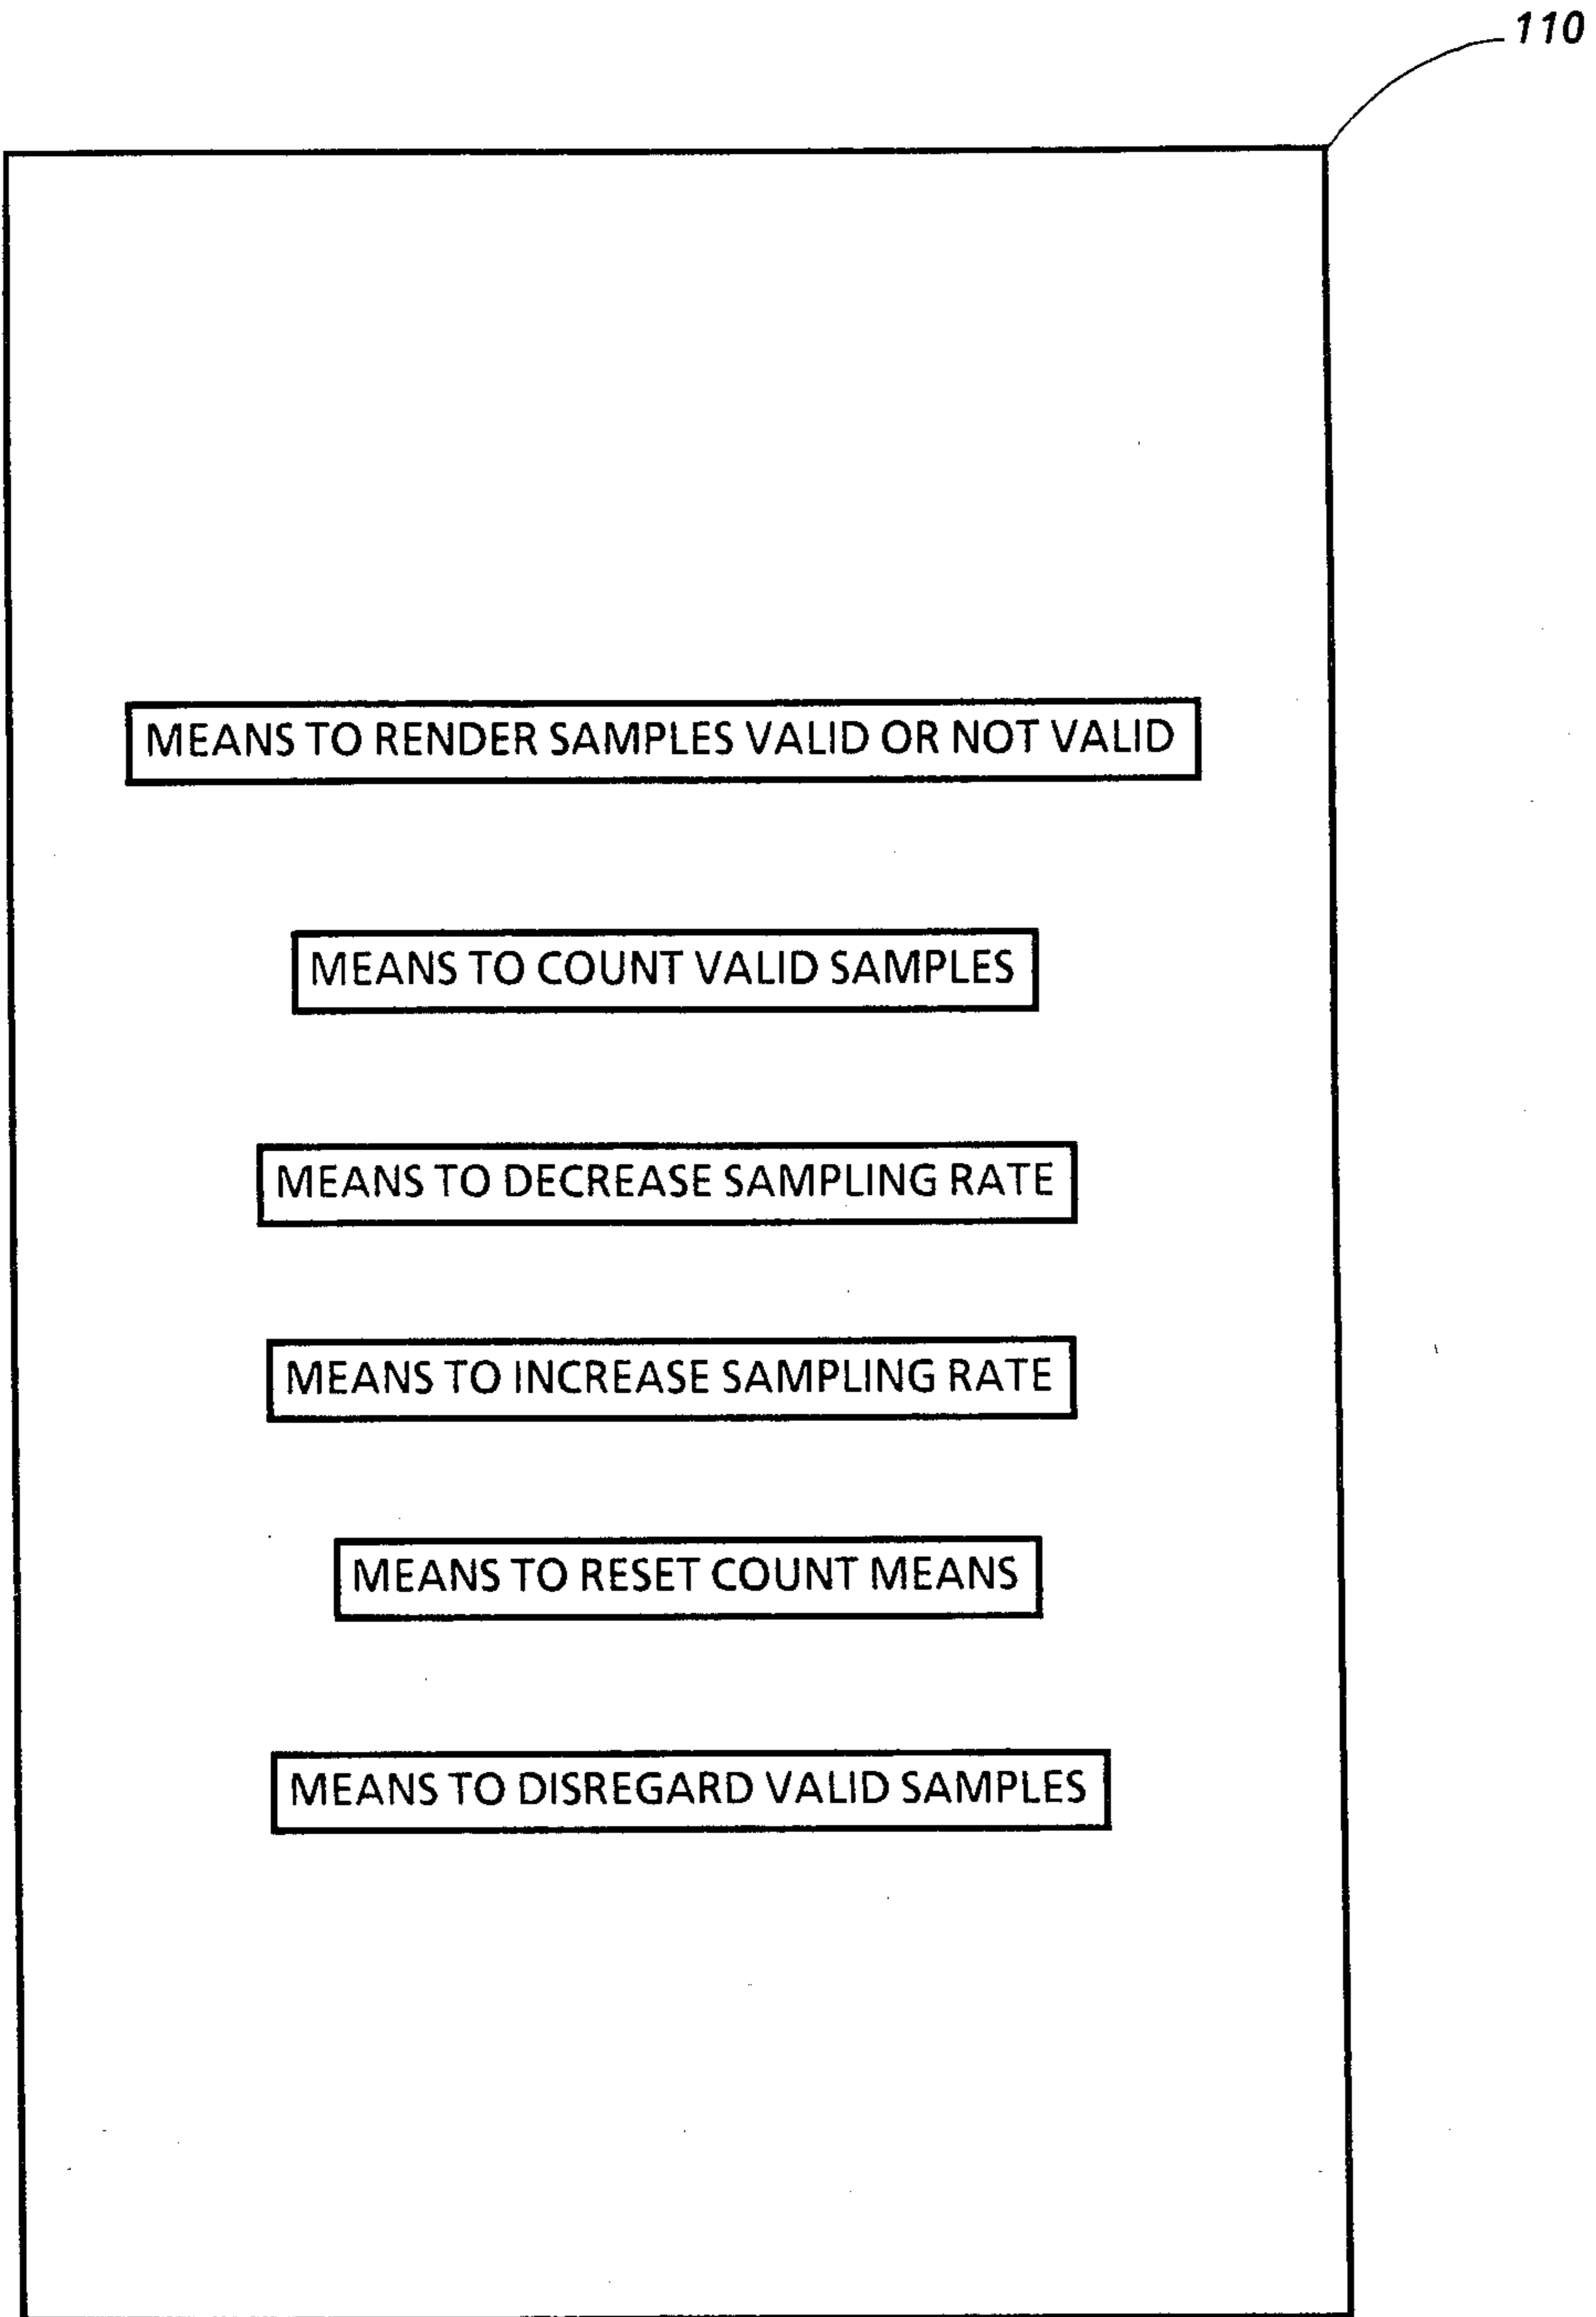 110
MEANS TO RENDER SAMPLES VALID OR NOT VALID
MEANS TO COUNT VALID SAMPLES
MEANS TO DECREASE SAMPLING RATE
MEANS TO INCREASE SAMPLING RATE
MEANS TO RESET COUNT MEANS
MEANS TO DISREGARD VALID SAMPLES